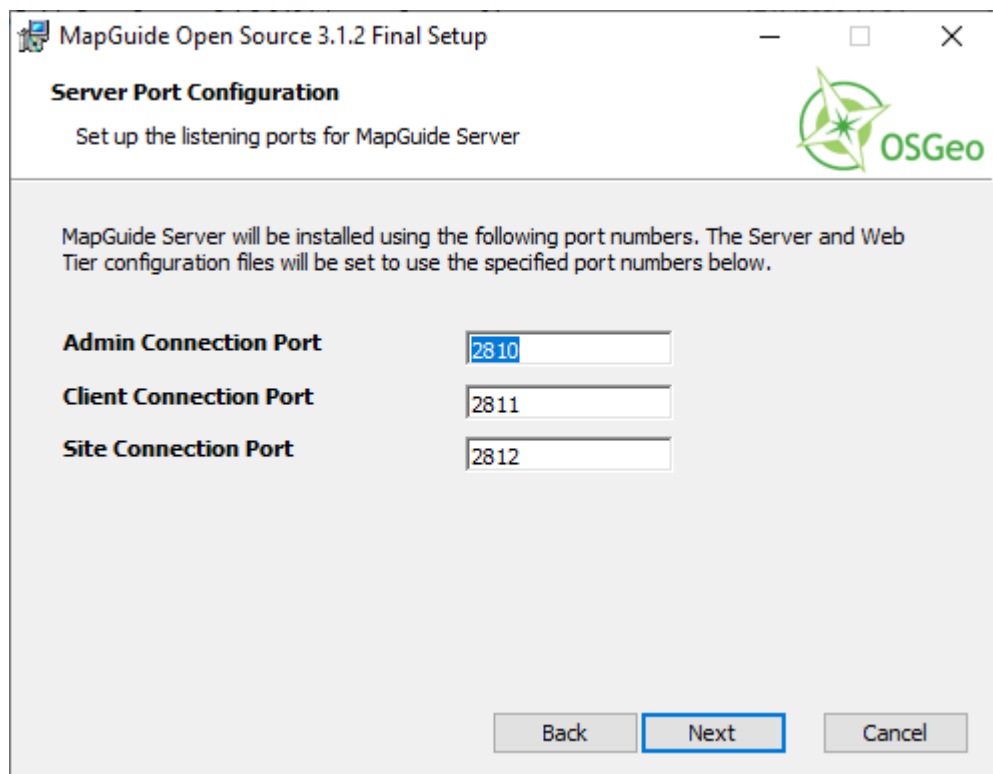 MapGuide Open Source 3.1.2 Final Setup
Server Port Configuration
Set up the listening ports for MapGuide Server
OSGeo
MapGuide Server will be installed using the following port numbers. The Server and Web
Tier configuration files will be set to use the specified port numbers below.
Admin Connection Port 2810
Client Connection Port 2811
Site Connection Port 2812
Back Next Cancel